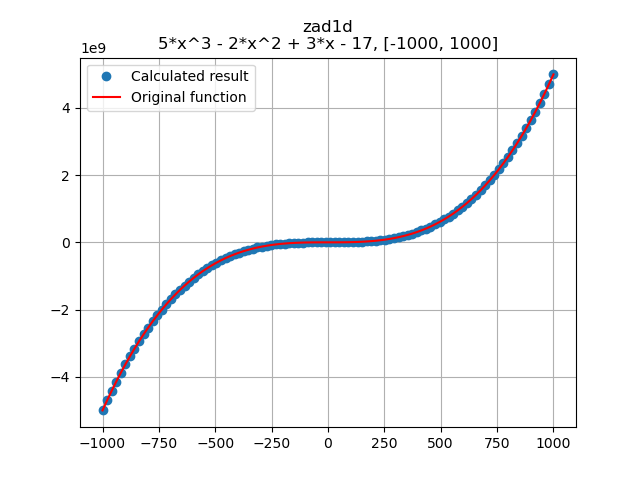 zad1d
5*x^3 - 2*x^2 + 3*x - 17, [-1000, 1000]
1e9
Calculated result
Original function
4
2
0
−2
−4
−1000 −750 −500 −250 0 250 500 750 1000